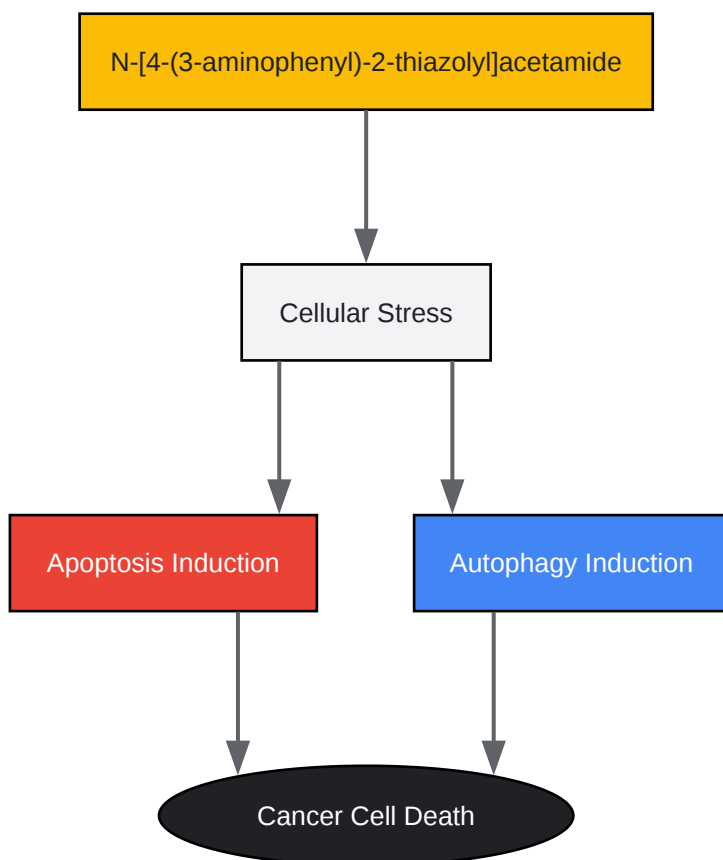 N-[4-(3-aminophenyl)-2-thiazolyl]acetamide
Cellular Stress
Apoptosis Induction
Autophagy Induction
Cancer Cell Death